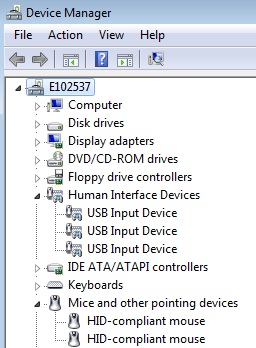 Device Manager
File Action View Help
E102537
Computer
Disk drives
Display adapters
DVD/CD-ROM drives
Floppy drive controllers
Human Interface Devices
USB Input Device
USB Input Device
USB Input Device
IDE ATA/ATAPI controllers
Keyboards
Mice and other pointing devices
HID-compliant mouse
HID-compliant mouse